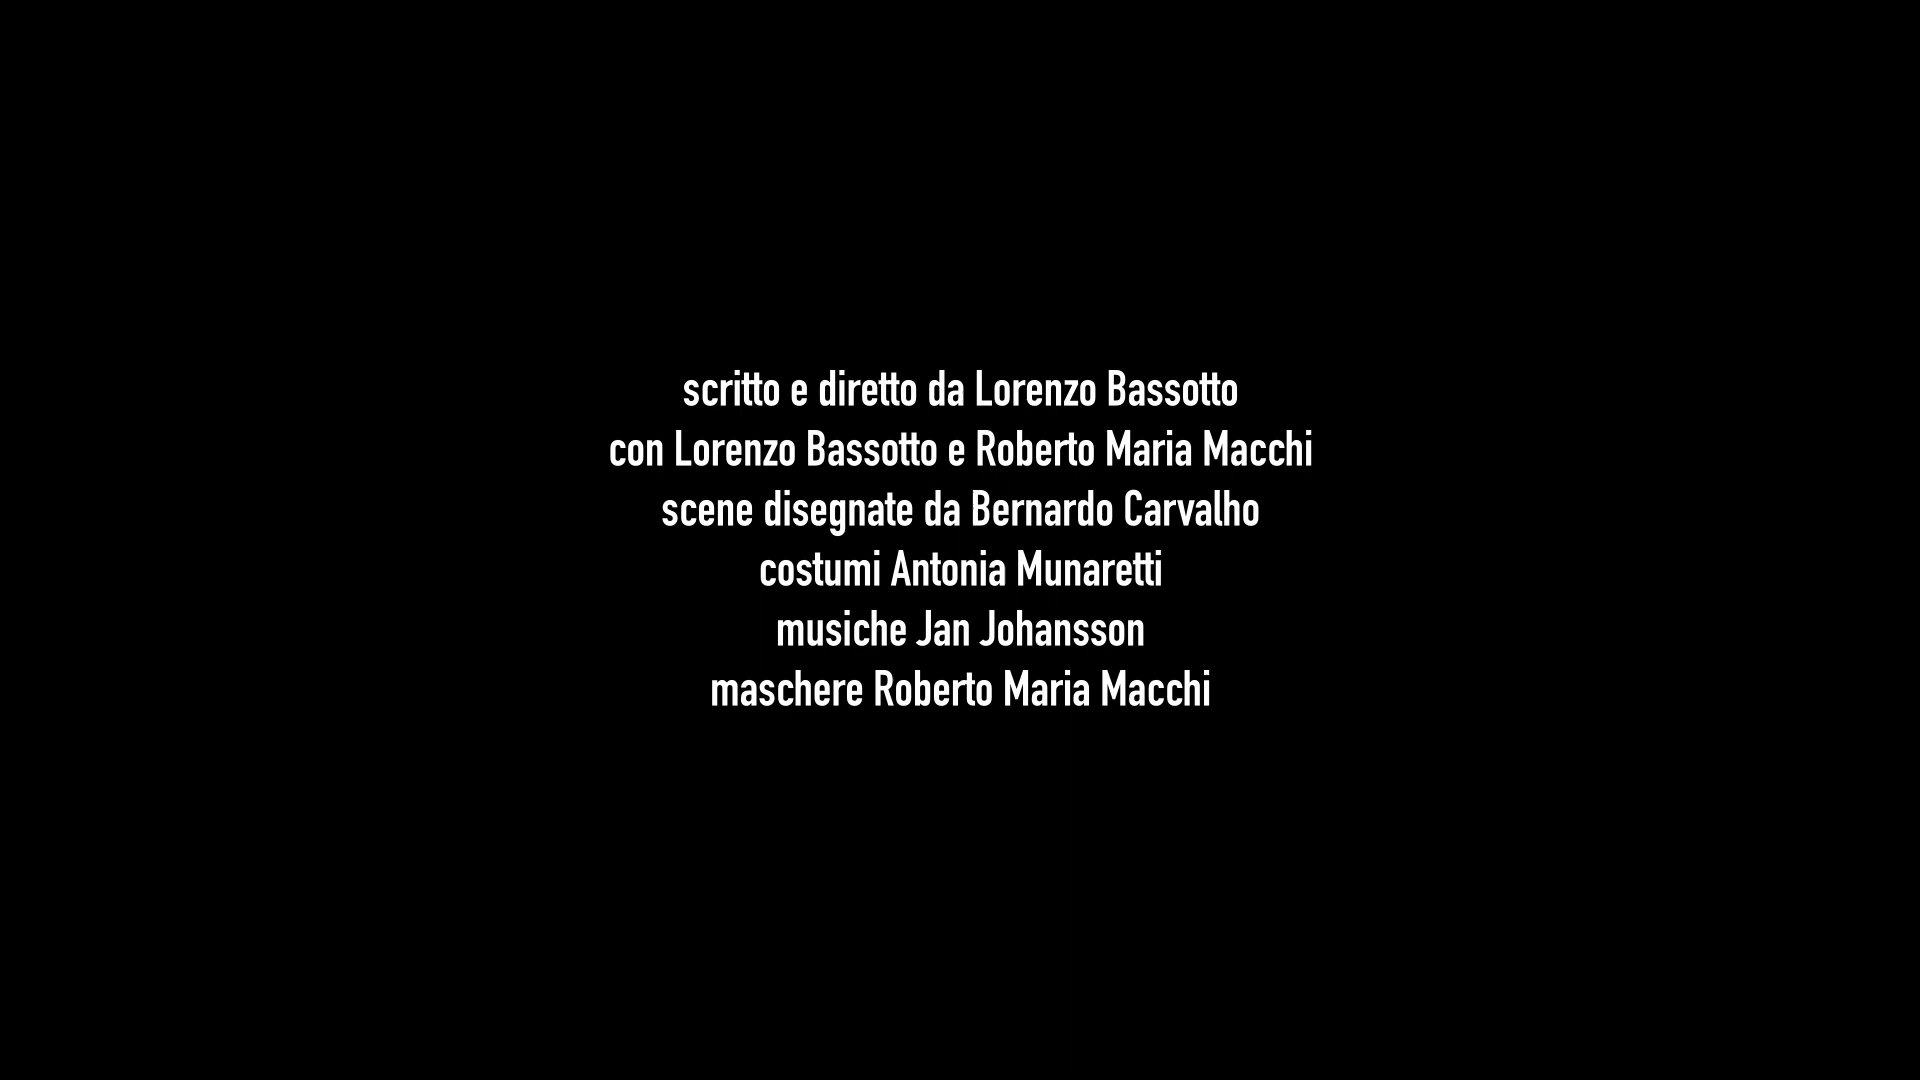 scritto e diretto da Lorenzo Bassotto
con Lorenzo Bassotto e Roberto Maria Macchi
scene disegnate da Bernardo Carvalho
costumi Antonia Munaretti
musiche Jan Johansson
maschere Roberto Maria Macchi